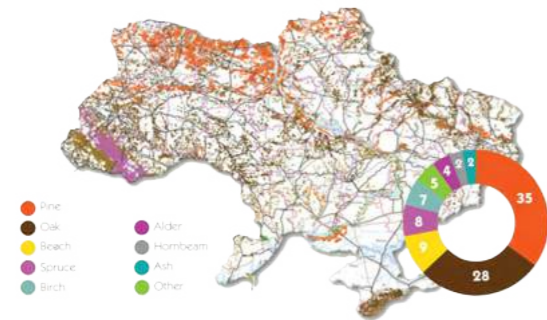 Pine
Oak
Beach
Spruce
Birch
Alder
Hornbeam
Ash
Other
35
28
9
8
7
5
4
2
2